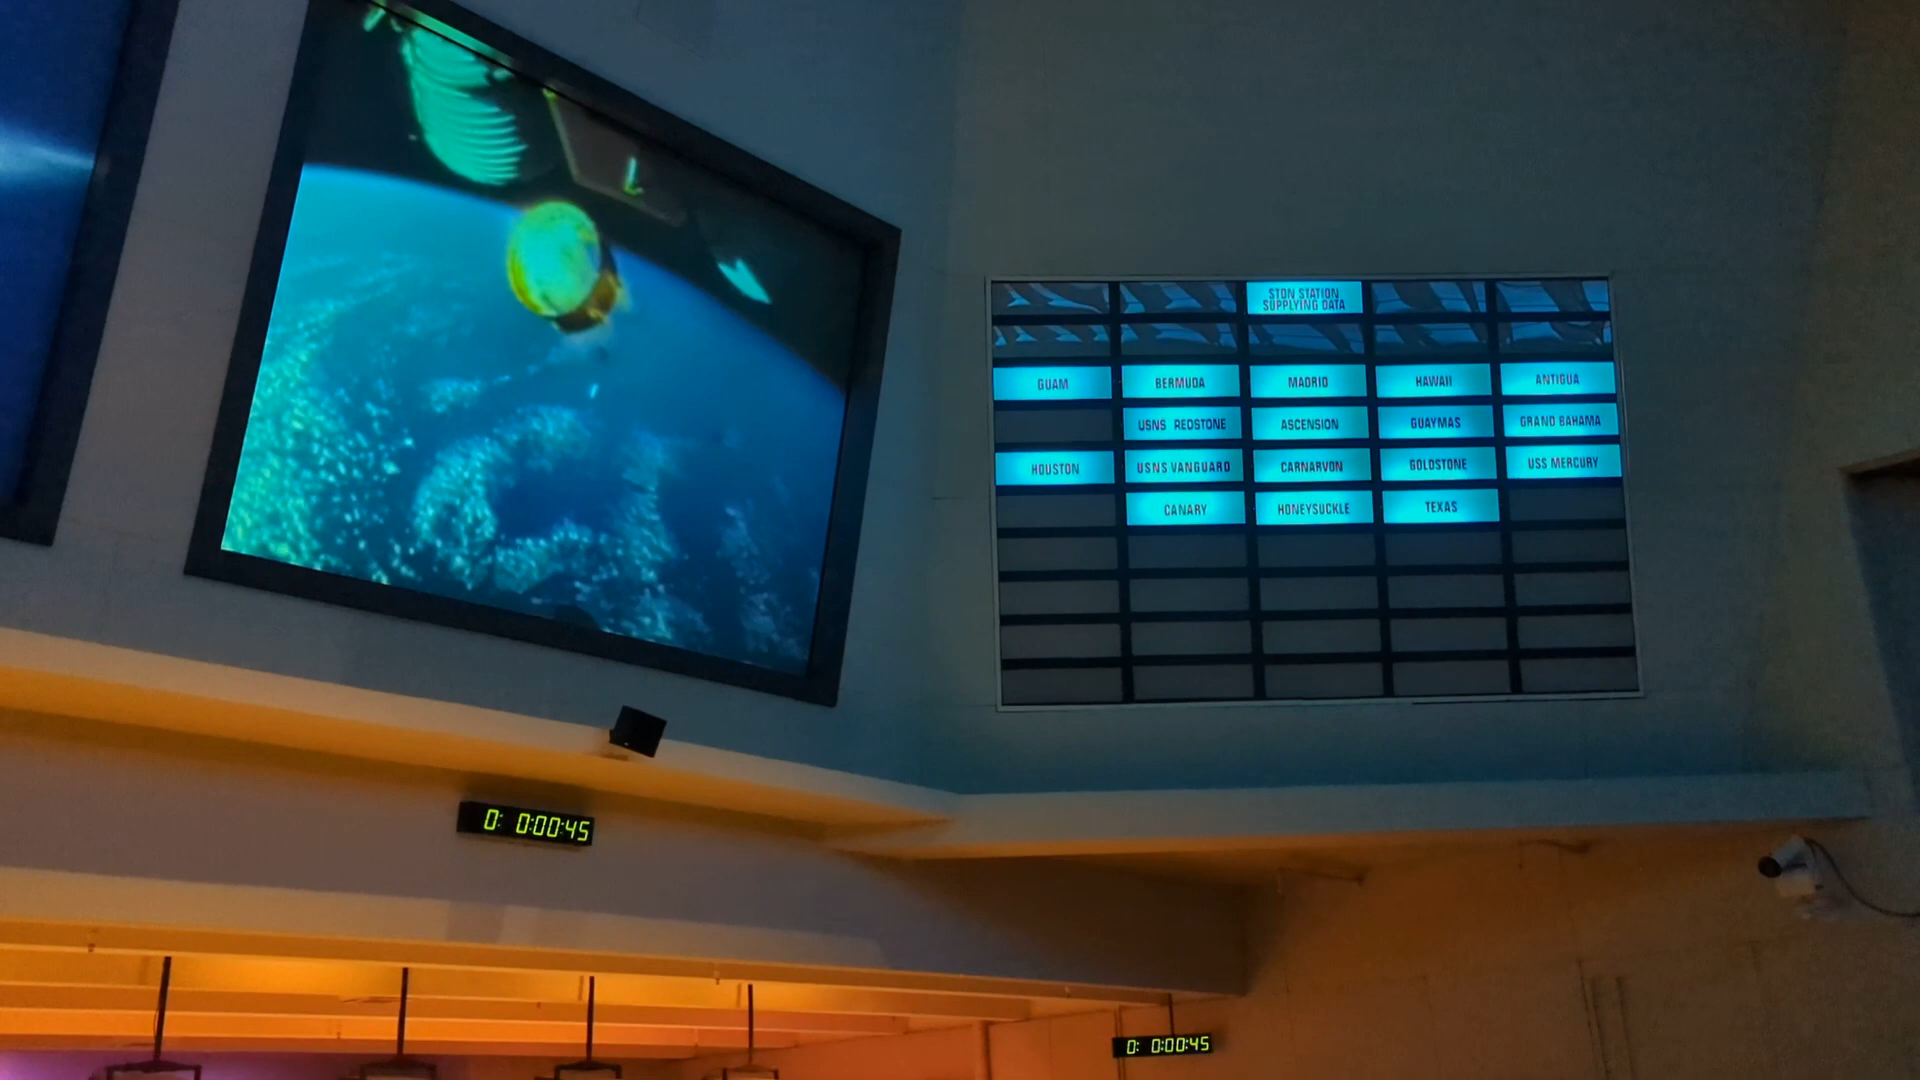 STDN STATION
SUPPLYING DATA
GUAM BERMUDA MADRID HAWAII ANTIGUA
USNS REDSTONE ASCENSION GUAYMAS GRAND BAHAMA
HOUSTON USNS VANGUARD CARNARVON GOLDSTONE USS MERCURY
CANARY HONEYSUCKLE TEXAS
0: 0:00:45
0: 0:00:45